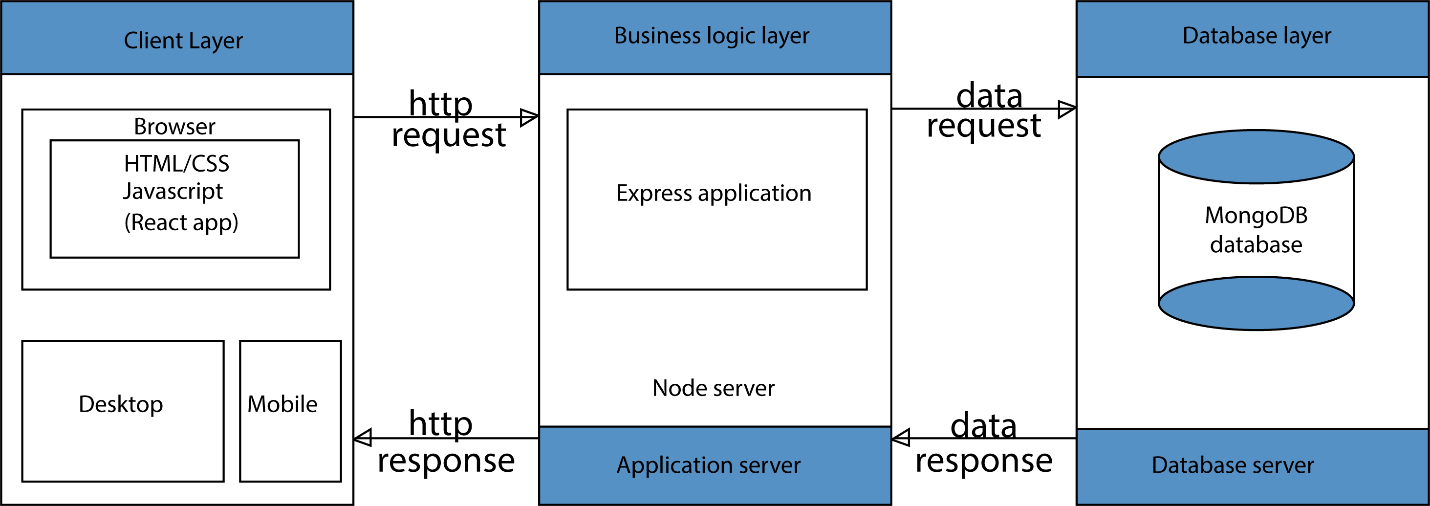 Client Layer
Browser
HTML/CSS
Javascript
(React app)
Desktop
Mobile
http
request
http
response
Business logic layer
Express application
Node server
Application server
data
request
data
response
Database layer
MongoDB
database
Database server